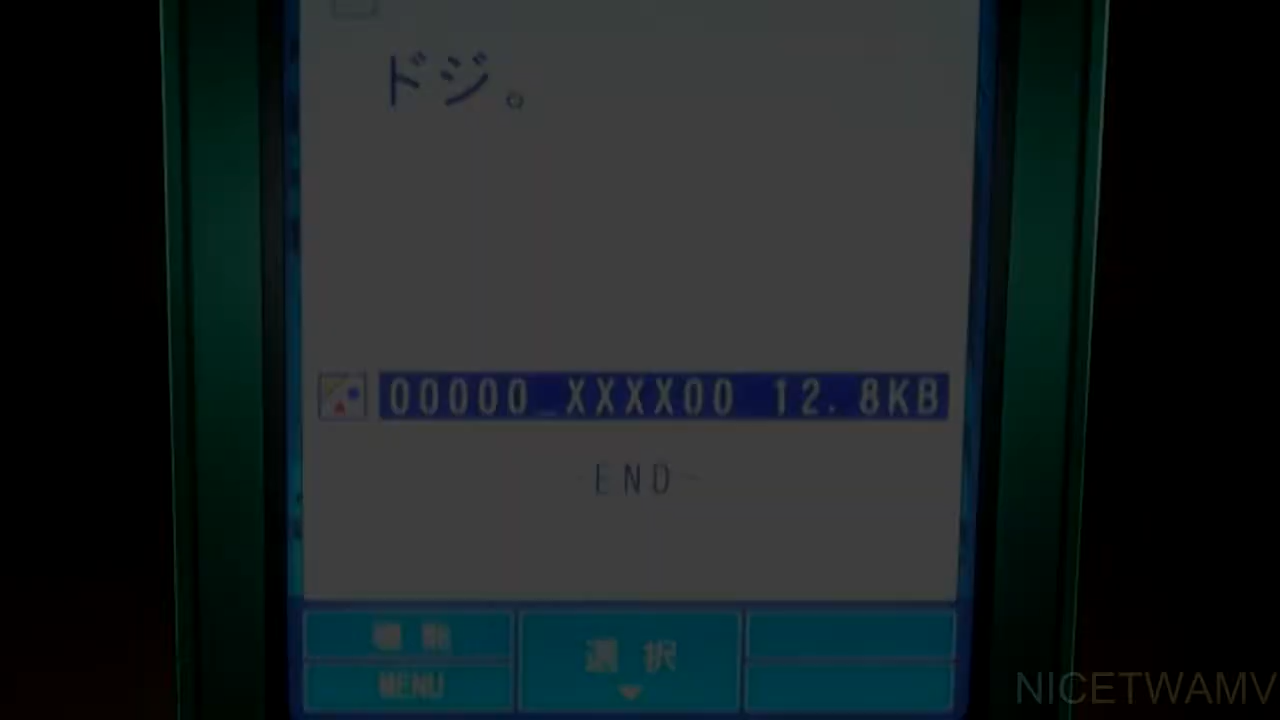 ドジ。
00000_XXXX00 12.8KB
-END-
機能
選択
MENU
NICETWAMV